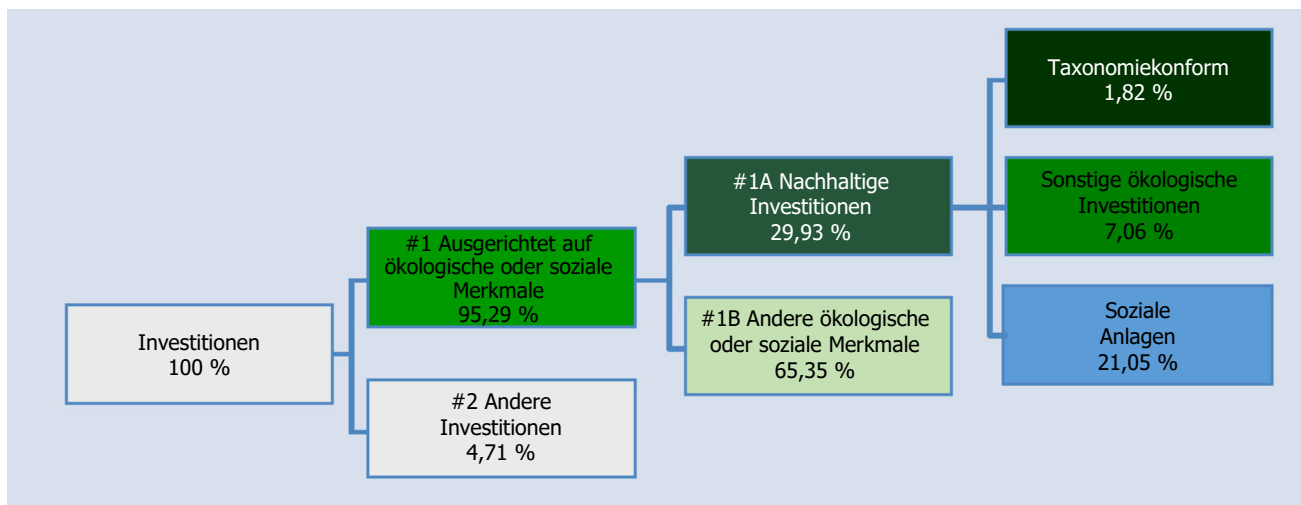 Investitionen
100 %
#1 Ausgerichtet auf
ökologische oder soziale
Merkmale
95,29 %
#2 Andere
Investitionen
4,71 %
#1A Nachhaltige
Investitionen
29,93 %
#1B Andere ökologische
oder soziale Merkmale
65,35 %
Taxonomiekonform
1,82 %
Sonstige ökologische
Investitionen
7,06 %
Soziale
Anlagen
21,05 %